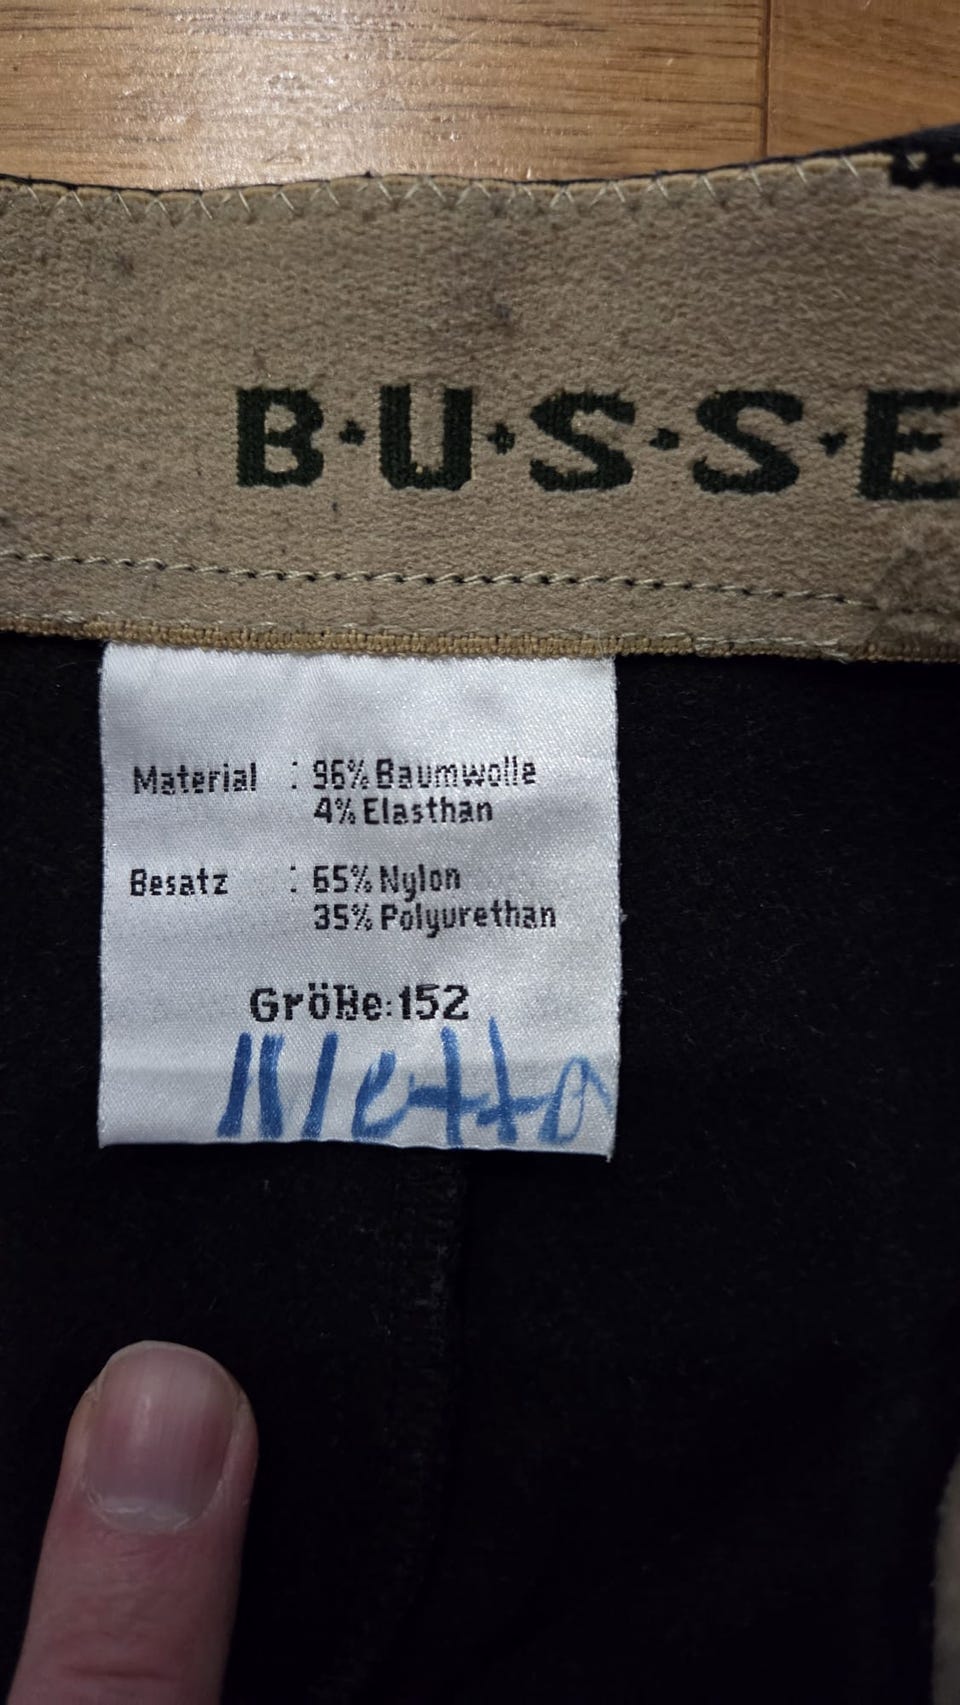 B·U·S·S·E
Material : 96% Baumwolle
4% Elasthan
Besatz : 65% Nylon
35% Polyurethan
Größe:152